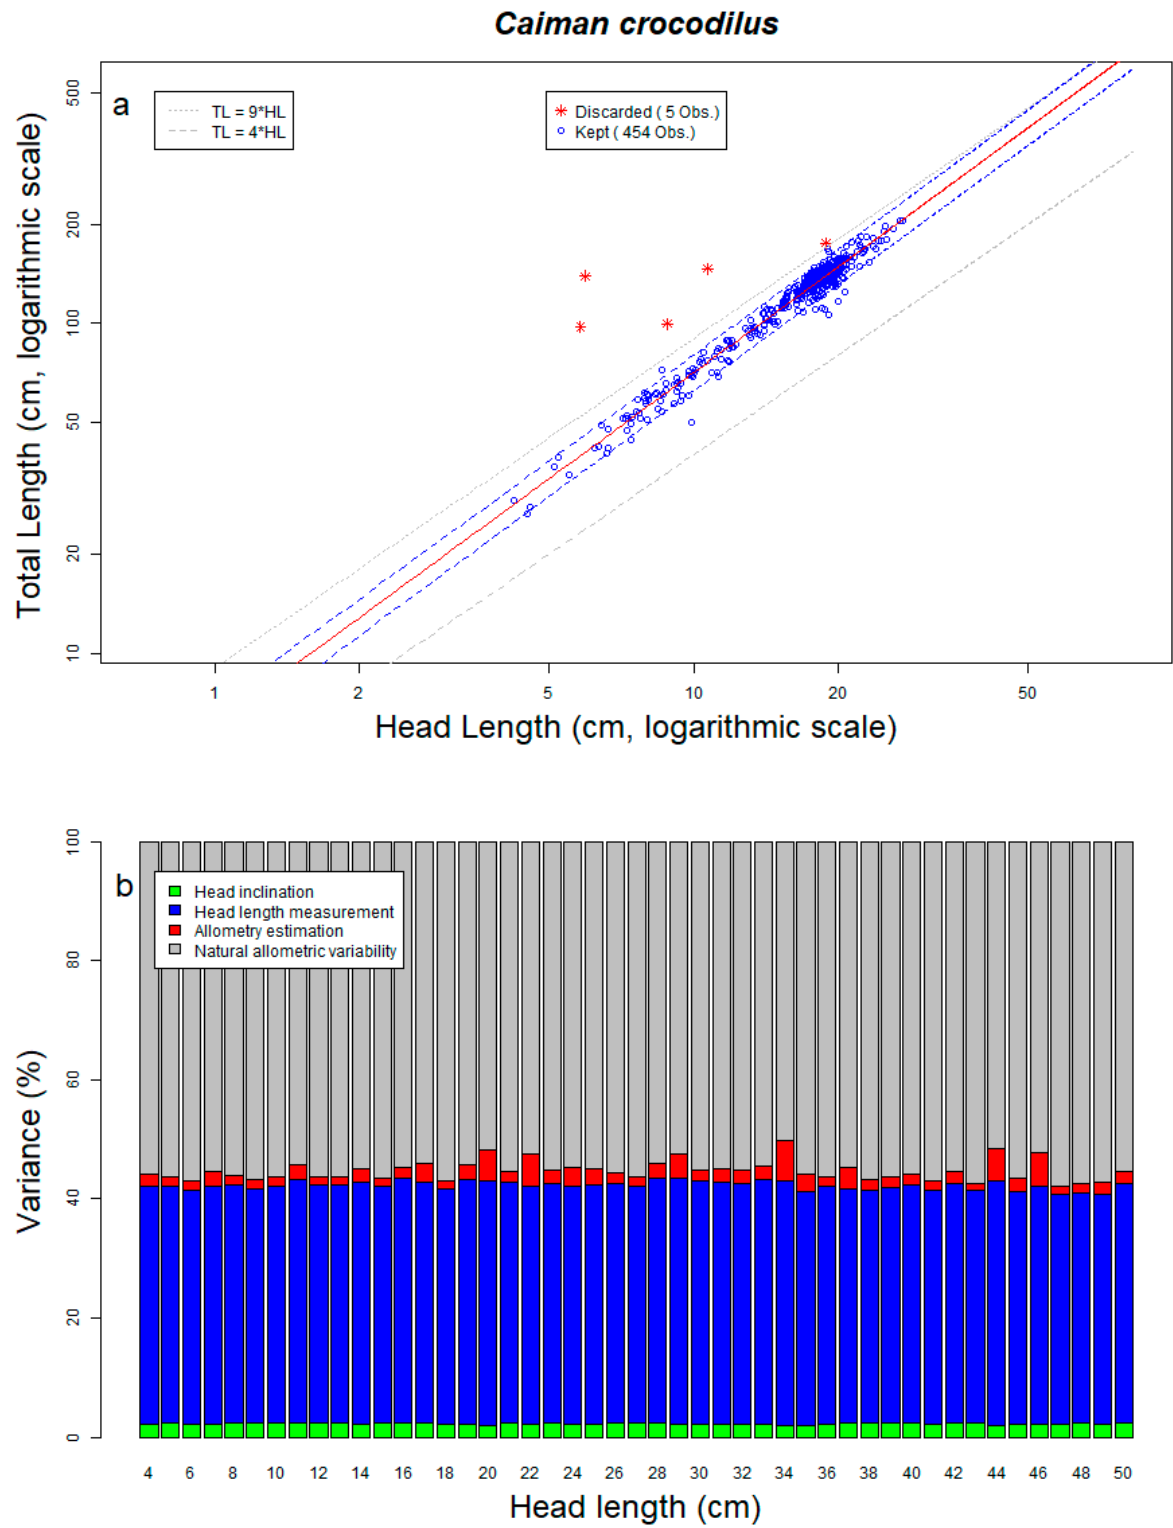 Caiman crocodilus
a
TL = 9*HL
TL = 4*HL
Discarded ( 5 Obs.)
Kept ( 454 Obs.)
Total Length (cm, logarithmic scale)
500
200
100
50
20
10
1 2 5 10 20 50
Head Length (cm, logarithmic scale)
b
Head inclination
Head length measurement
Allometry estimation
Natural allometric variability
Variance (%)
100
80
60
40
20
0
4 6 8 10 12 14 16 18 20 22 24 26 28 30 32 34 36 38 40 42 44 46 48 50
Head length (cm)